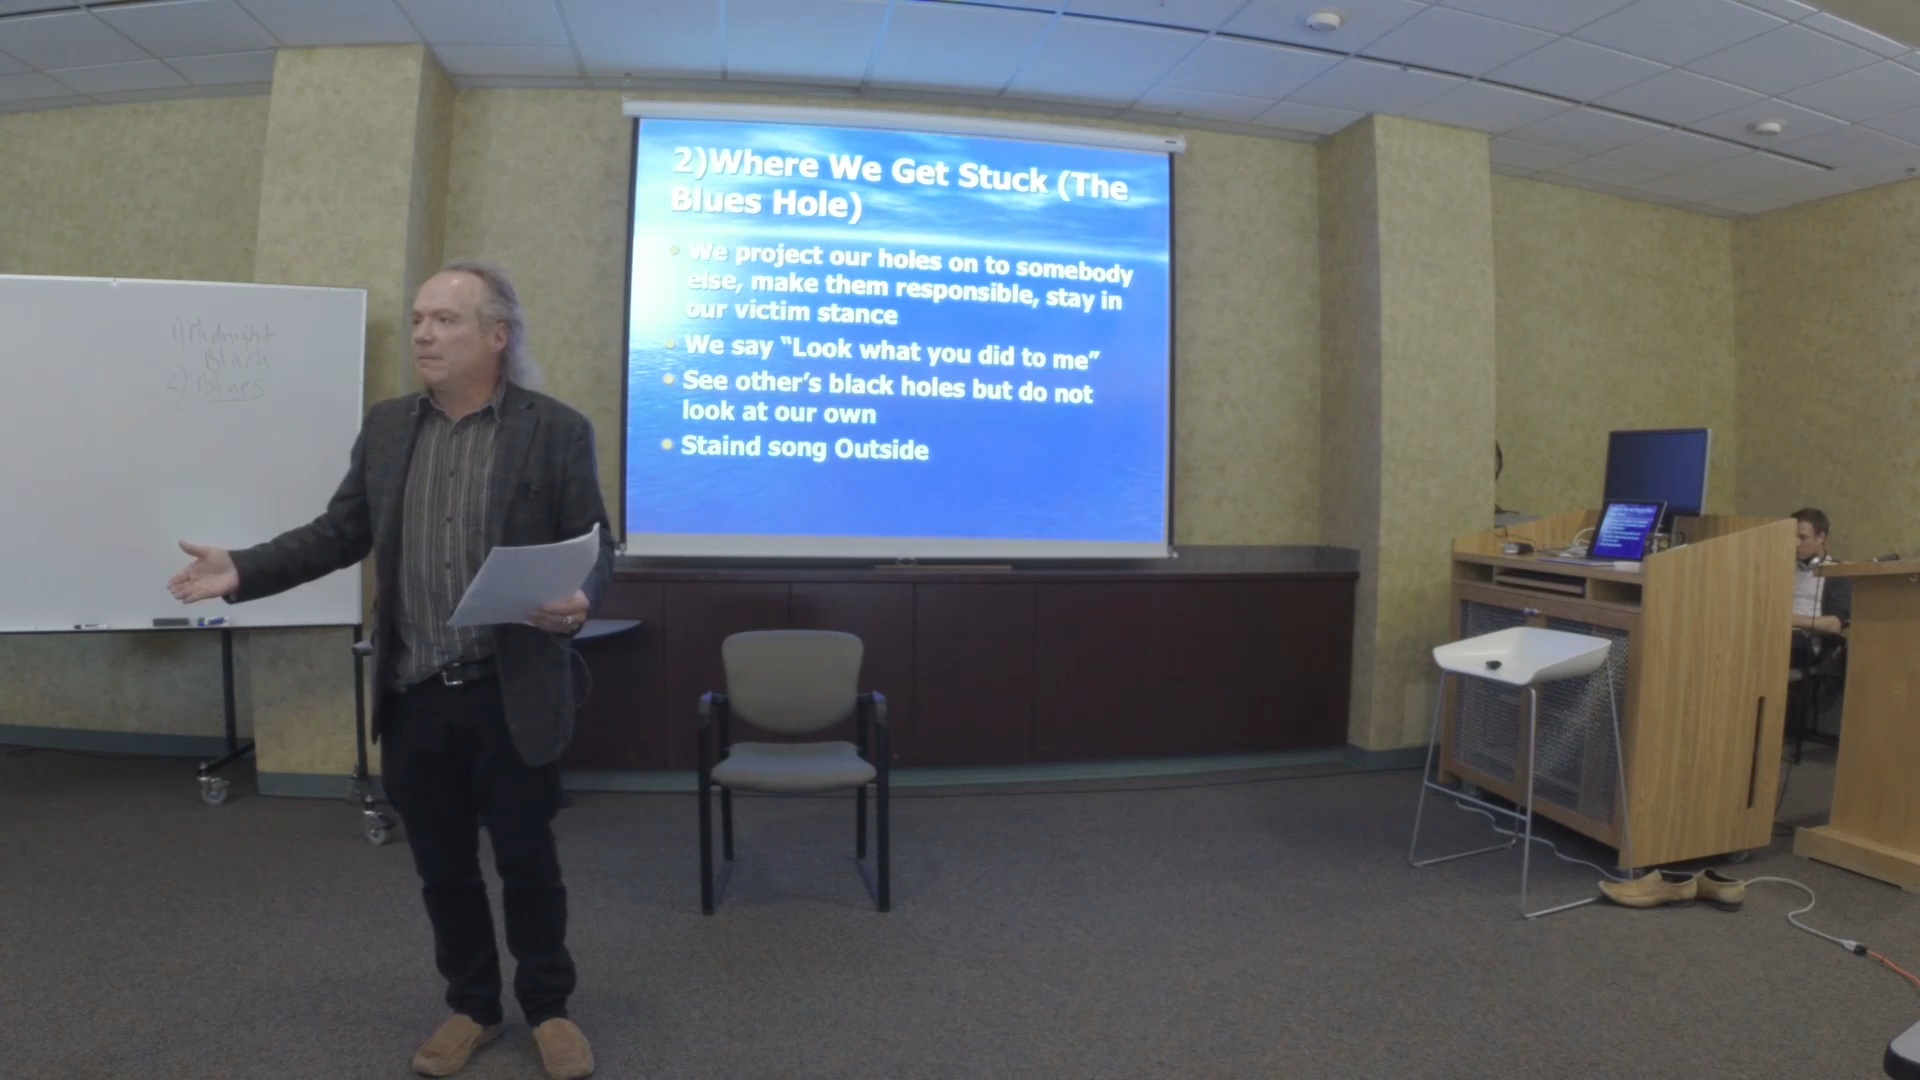 1) Midnight
Black
2) Blues
2)Where We Get Stuck (The
Blues Hole)
• We project our holes on to somebody
else, make them responsible, stay in
our victim stance
• We say “Look what you did to me”
• See other’s black holes but do not
look at our own
• Staind song Outside